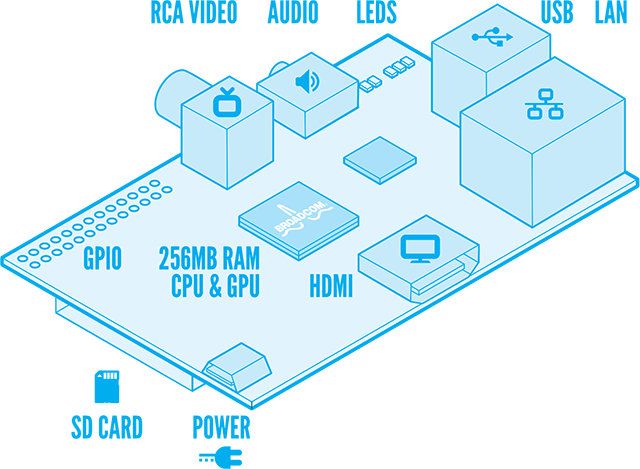 RCA VIDEO
AUDIO
LEDS
USB
LAN
BROADCOM
GPIO
256MB RAM
CPU & GPU
HDMI
SD CARD
POWER